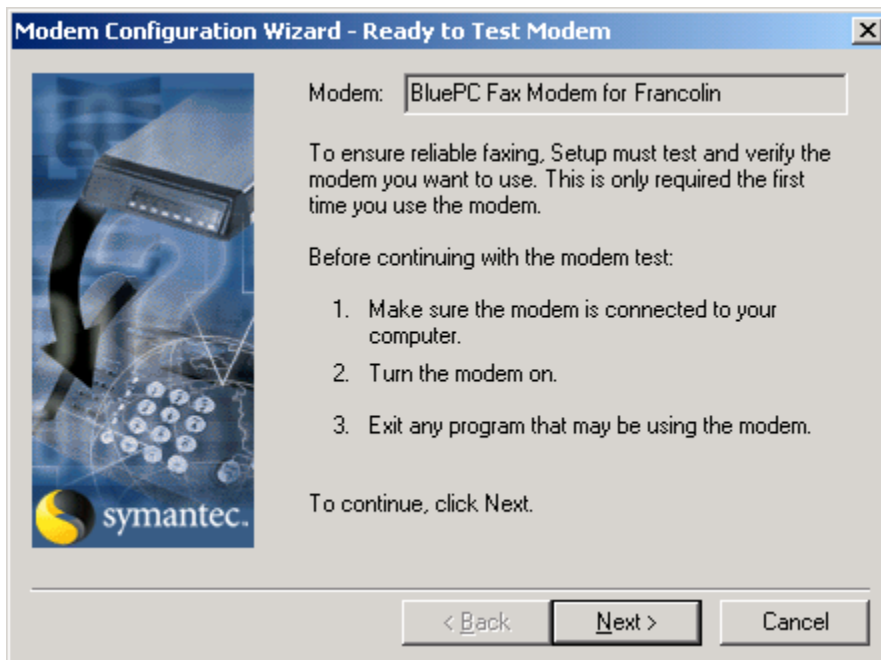 Modem Configuration Wizard - Ready to Test Modem
Modem: BluePC Fax Modem for Francolin
To ensure reliable faxing, Setup must test and verify the
modem you want to use. This is only required the first
time you use the modem.
Before continuing with the modem test:
1. Make sure the modem is connected to your
computer.
2. Turn the modem on.
3. Exit any program that may be using the modem.
symantec.
To continue, click Next.
< Back Next > Cancel